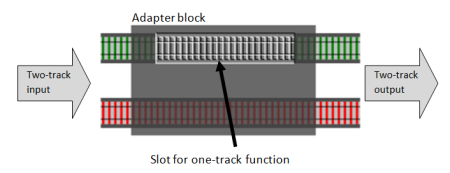 Adapter block
Two-track
input
Two-track
output
Slot for one-track function